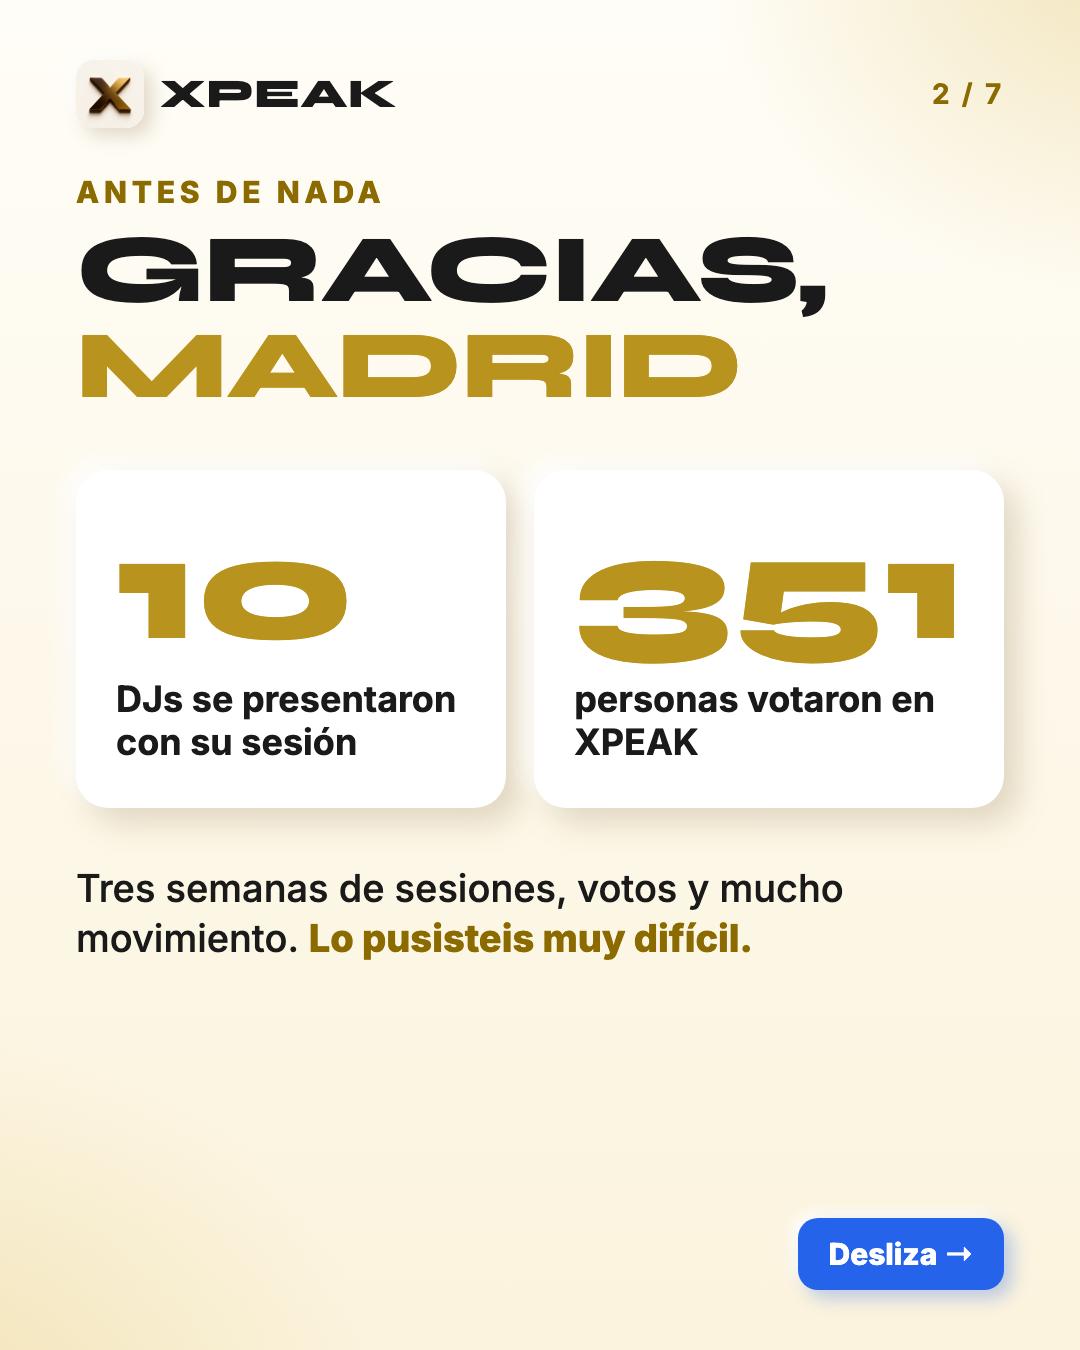 XPEAK
2 / 7
ANTES DE NADA
GRACIAS,
MADRID
10
DJs se presentaron
con su sesión
351
personas votaron en
XPEAK
Tres semanas de sesiones, votos y mucho
movimiento. Lo pusisteis muy difícil.
Desliza →